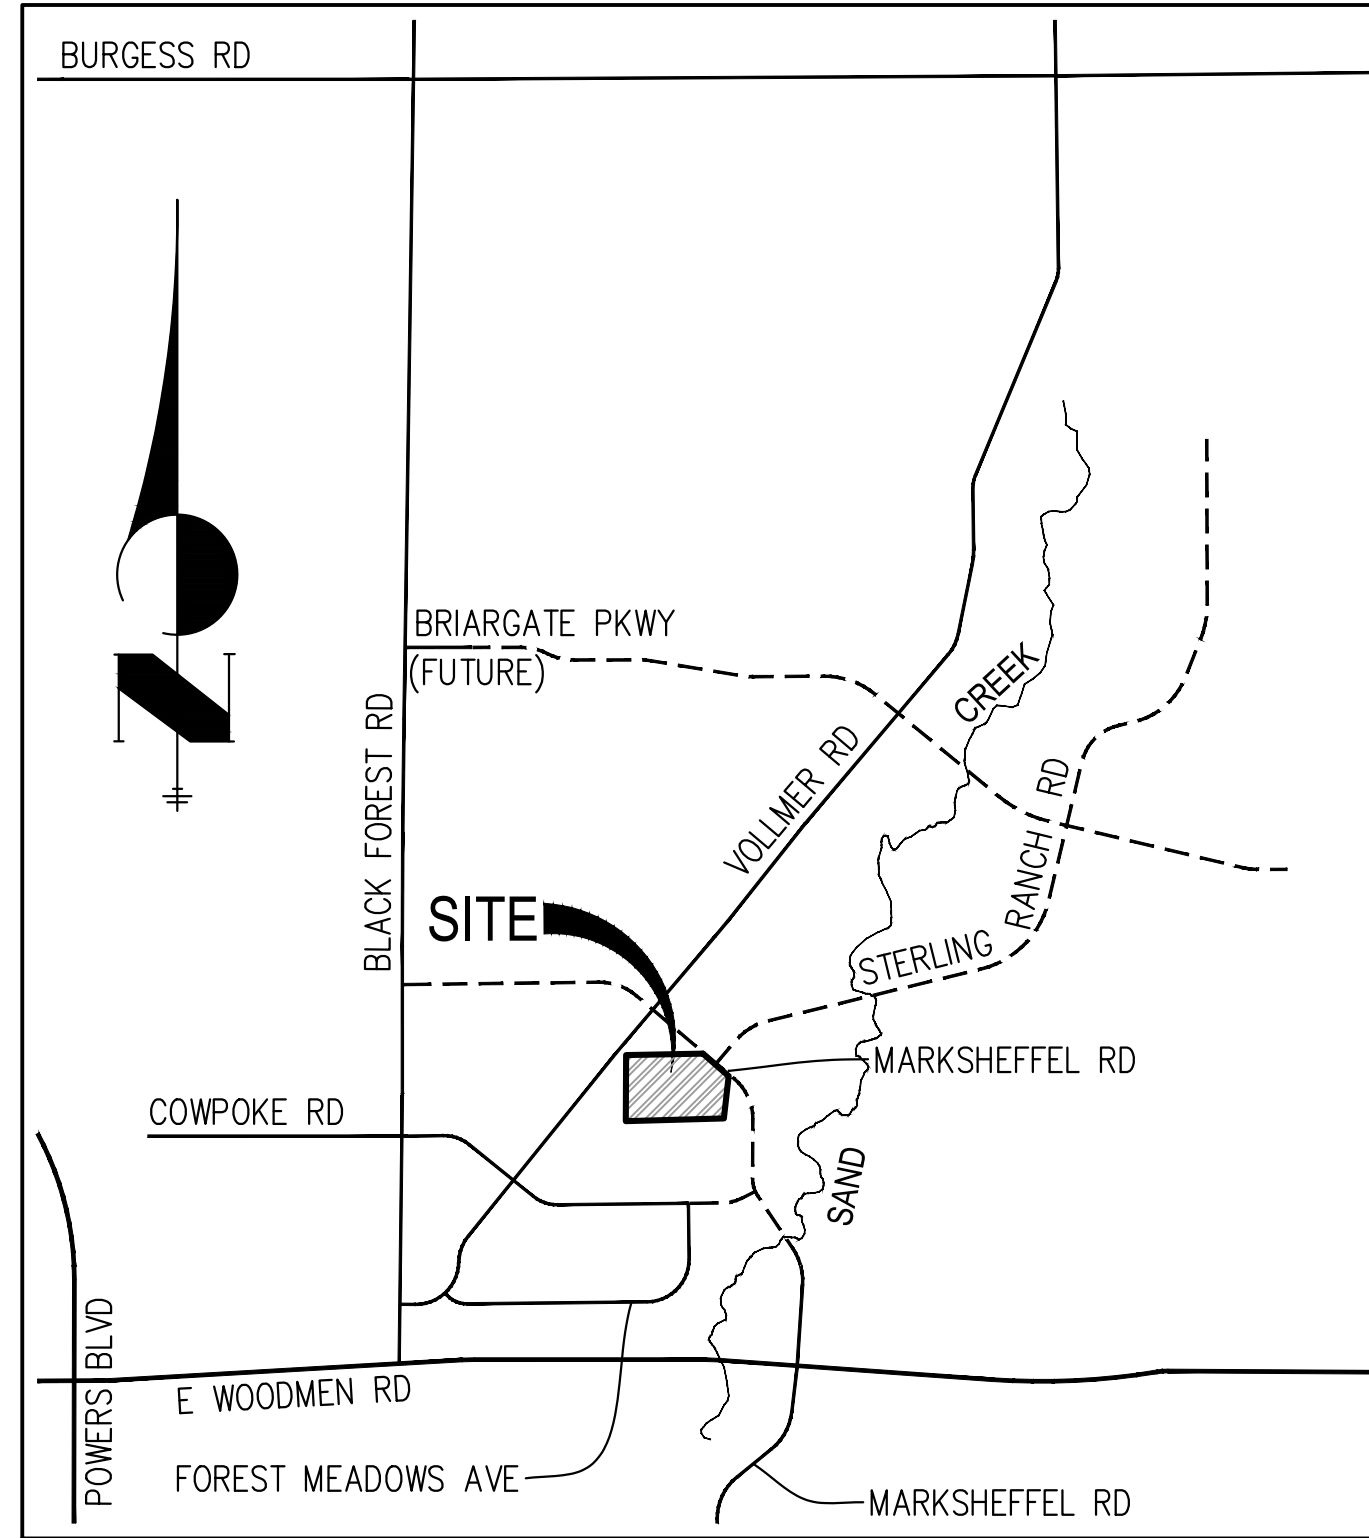 BURGESS RD
BRIARGATE PKWY
(FUTURE)
CREEK
BLACK FOREST RD
VOLLMER RD
SITE
STERLING RANCH RD
MARKSHEFFEL RD
COWPOKE RD
SAND
POWERS BLVD
E WOODMEN RD
FOREST MEADOWS AVE
MARKSHEFFEL RD
N